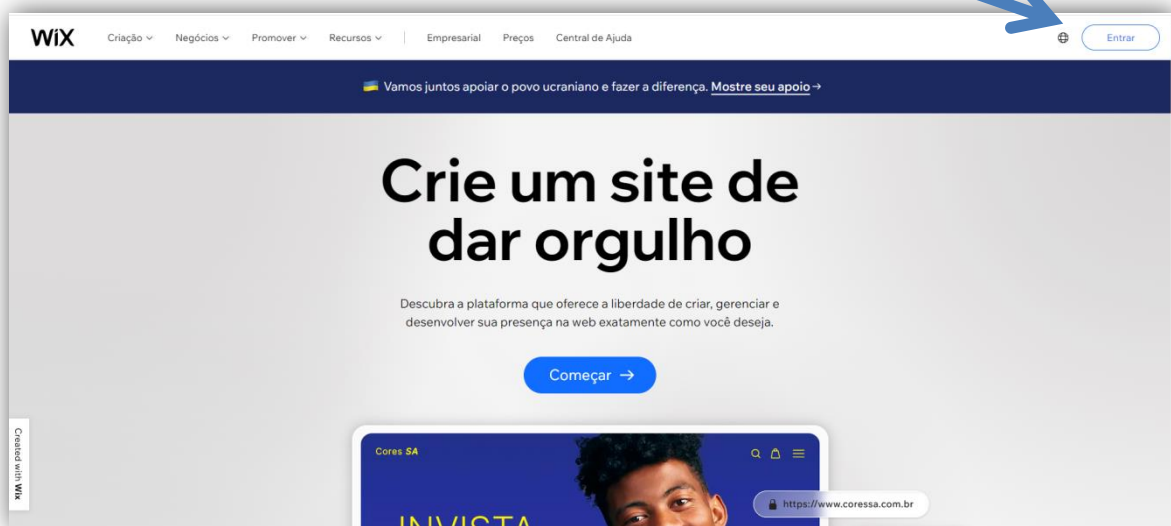 WiX
Criação Negócios Promover Recursos Empresarial Preços Central de Ajuda Entrar
Vamos juntos apoiar o povo ucraniano e fazer a diferença. Mostre seu apoio →
Crie um site de
dar orgulho
Descubra a plataforma que oferece a liberdade de criar, gerenciar e
desenvolver sua presença na web exatamente como você deseja.
Começar →
Created with Wix
Cores SA
https://www.coressa.com.br
INVISTA